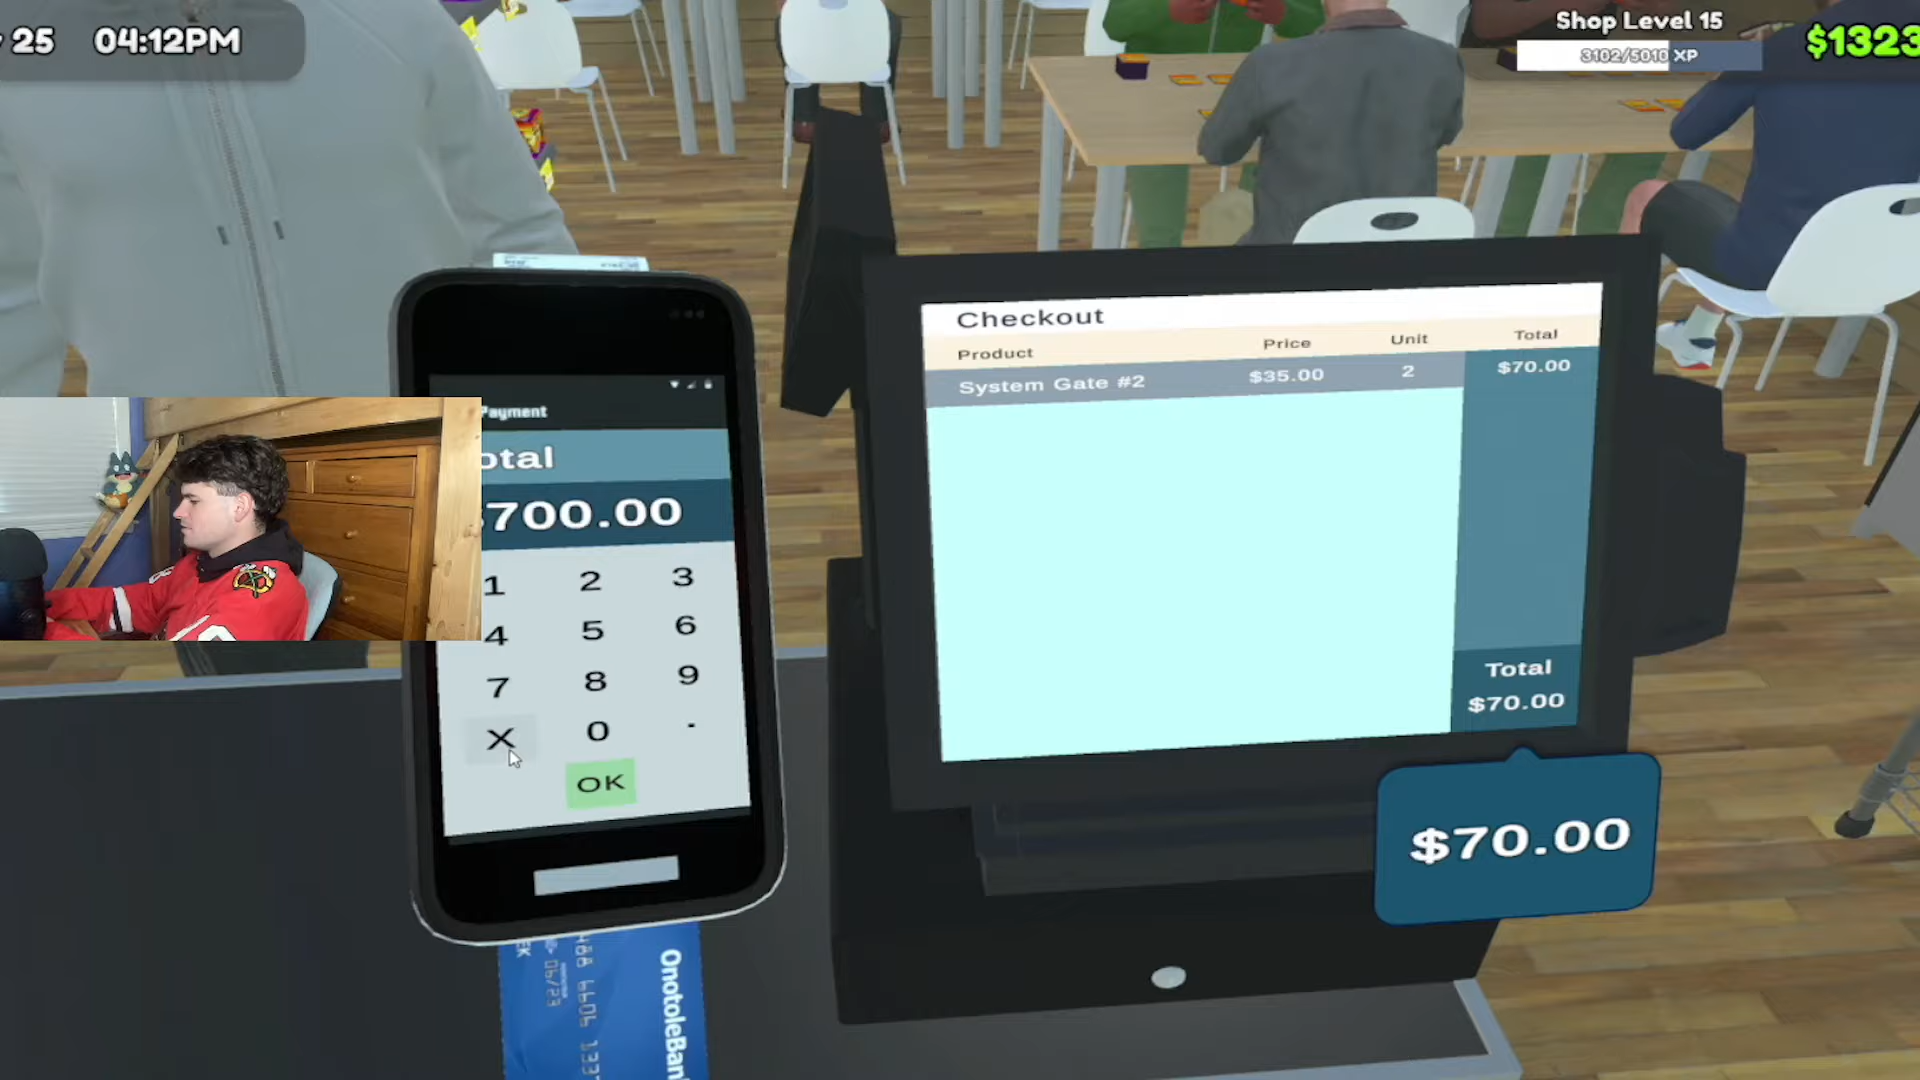 25 04:12PM
Shop Level 15
3102/5010 XP
$1323
Payment
otal
$700.00
1 2 3
4 5 6
7 8 9
X 0 .
OK
Checkout
Product Price Unit Total
System Gate #2 $35.00 2 $70.00
Total
$70.00
$70.00
OnotoleBan